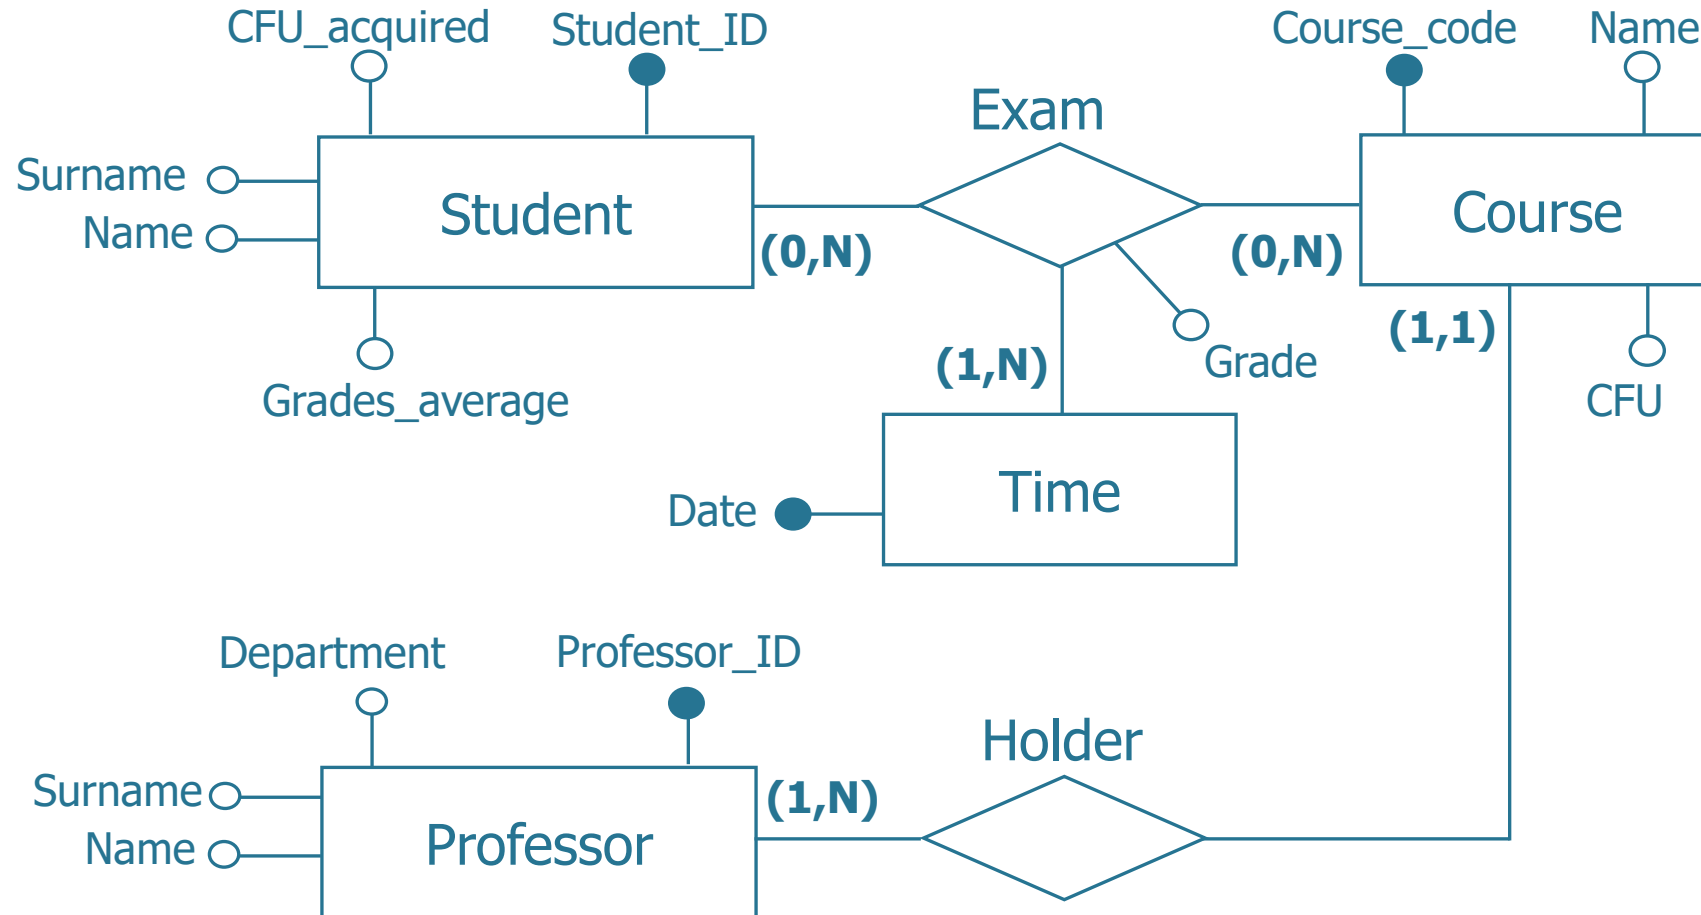 CFU_acquired
Student_ID
Course_code
Name
Exam
Surname
Name
Student
Course
(0,N)
(0,N)
(1,1)
(1,N)
Grade
Grades_average
CFU
Time
Date
Department
Professor_ID
Holder
Surname
Name
(1,N)
Professor